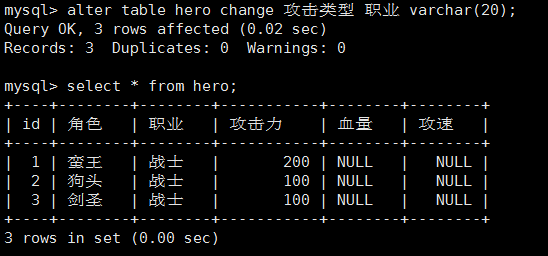 mysql> alter table hero change 攻击类型 职业 varchar(20);
Query OK, 3 rows affected (0.02 sec)
Records: 3  Duplicates: 0  Warnings: 0

mysql> select * from hero;
+----+--------+--------+-----------+--------+--------+
| id | 角色   | 职业   | 攻击力    | 血量   | 攻速   |
+----+--------+--------+-----------+--------+--------+
|  1 | 蛮王   | 战士   |       200 | NULL   |   NULL |
|  2 | 狗头   | 战士   |       100 | NULL   |   NULL |
|  3 | 剑圣   | 战士   |       100 | NULL   |   NULL |
+----+--------+--------+-----------+--------+--------+
3 rows in set (0.00 sec)